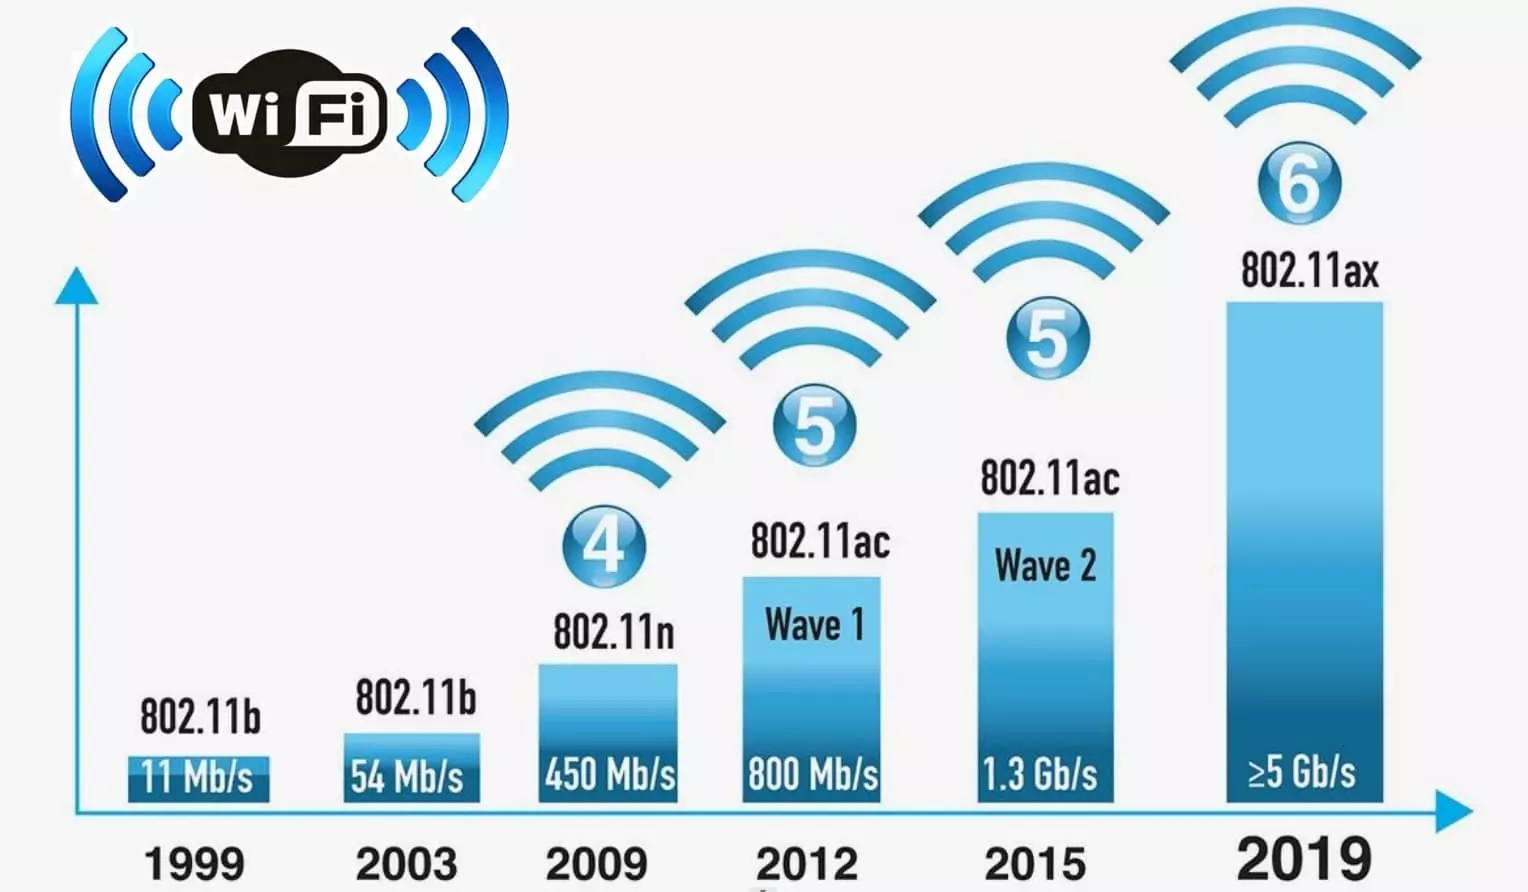 Wi Fi
6
802.11ax
5
802.11ac
Wave 2
5
802.11ac
Wave 1
4
802.11n
802.11b
802.11b
11 Mb/s
54 Mb/s
450 Mb/s
800 Mb/s
1.3 Gb/s
≥5 Gb/s
1999
2003
2009
2012
2015
2019